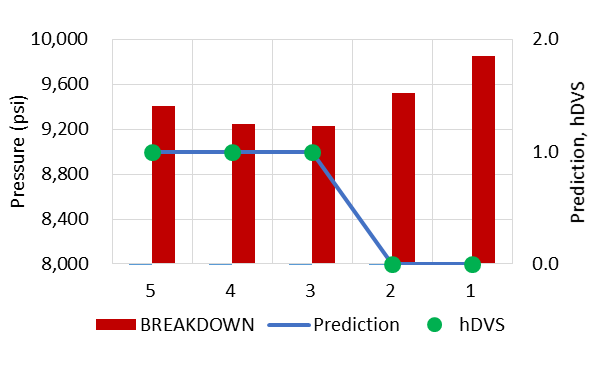 10,000
9,600
9,200
8,800
8,400
8,000
Pressure (psi)
2.0
1.0
0.0
Prediction, hDVS
5 4 3 2 1
BREAKDOWN Prediction hDVS